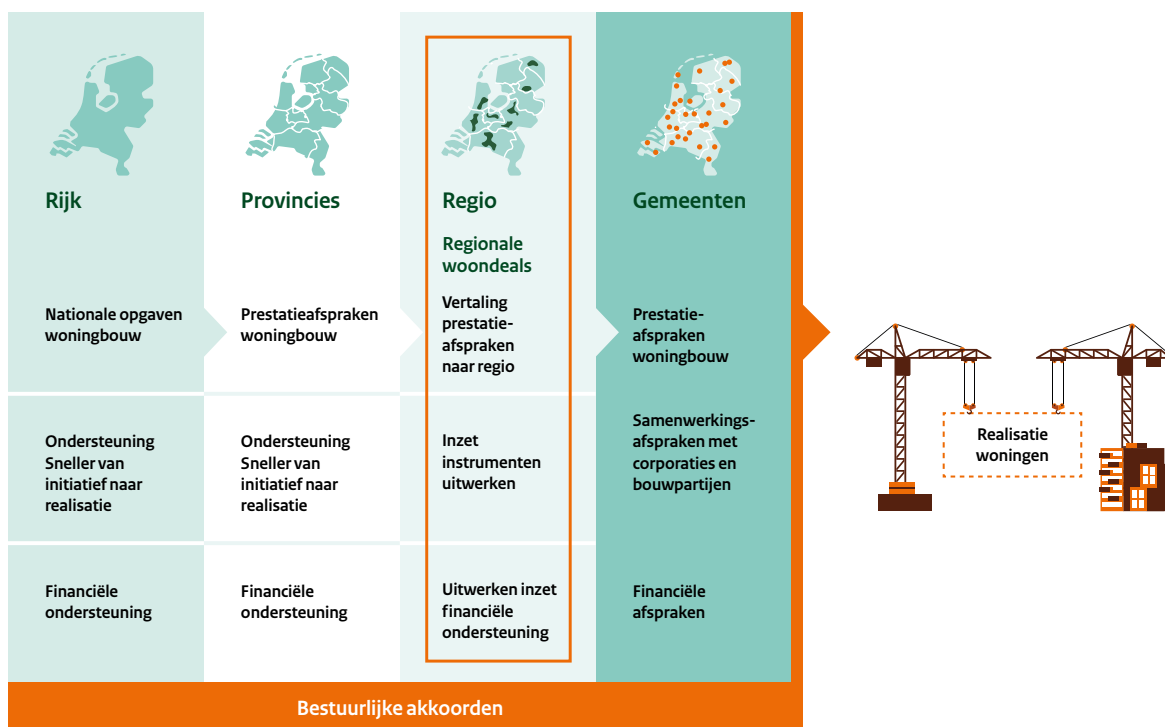 Rijk
Nationale opgaven
woningbouw
Ondersteuning
Sneller van
initiatief naar
realisatie
Financiële
ondersteuning
Provincies
Prestatieafspraken
woningbouw
Ondersteuning
Sneller van
initiatief naar
realisatie
Financiële
ondersteuning
Regio
Regionale
woondeals
Vertaling
prestatie-
afspraken
naar regio
Inzet
instrumenten
uitwerken
Uitwerken inzet
financiële
ondersteuning
Gemeenten
Prestatie-
afspraken
woningbouw
Samenwerkings-
afspraken met
corporaties en
bouwpartijen
Financiële
afspraken
Realisatie
woningen
Bestuurlijke akkoorden